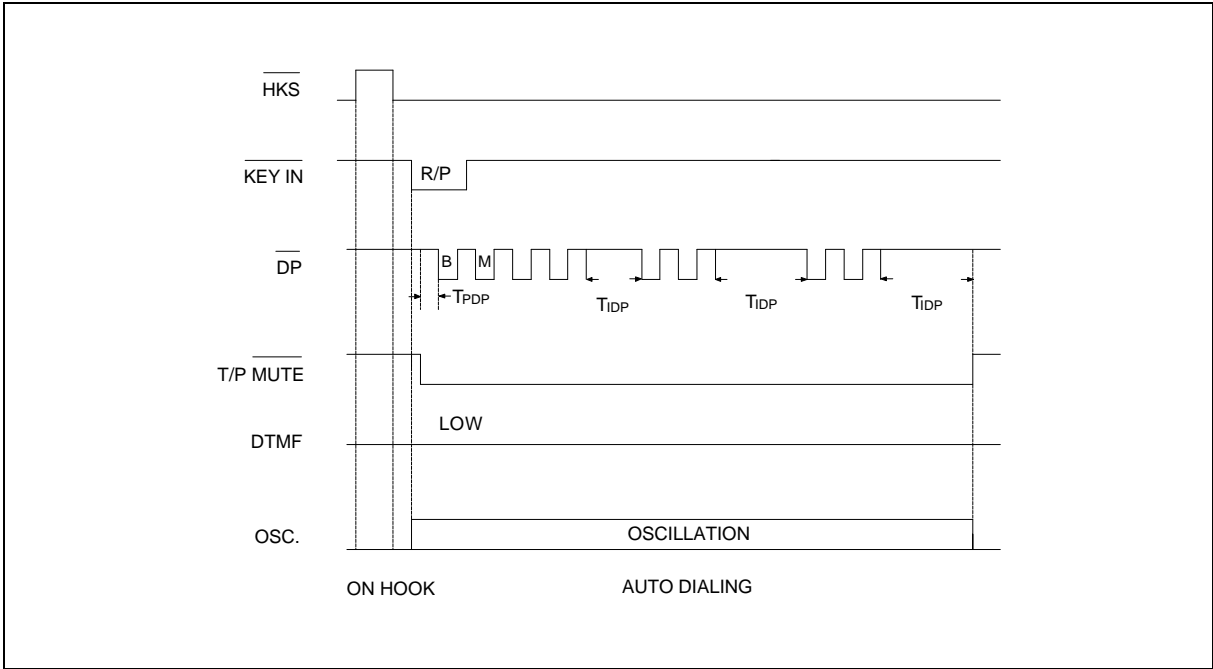 HKS
KEY IN
R/P
DP
B
M
TPDP
TIDP
TIDP
TIDP
T/P MUTE
LOW
DTMF
OSC.
OSCILLATION
ON HOOK
AUTO DIALING